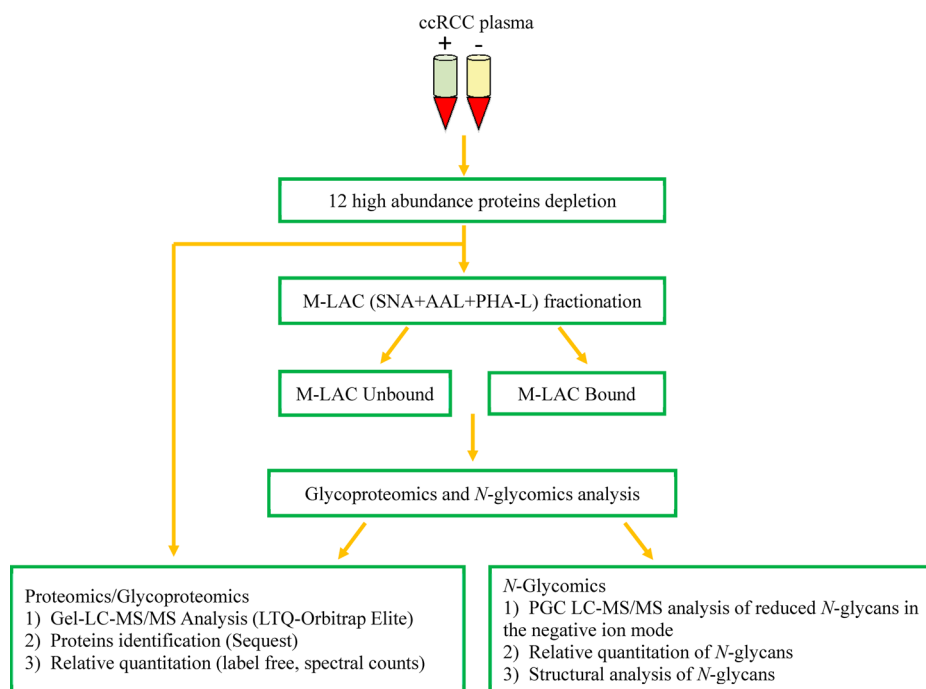 ccRCC plasma
+ -
12 high abundance proteins depletion
M-LAC (SNA+AAL+PHA-L) fractionation
M-LAC Unbound
M-LAC Bound
Glycoproteomics and N-glycomics analysis
Proteomics/Glycoproteomics
1) Gel-LC-MS/MS Analysis (LTQ-Orbitrap Elite)
2) Proteins identification (Sequest)
3) Relative quantitation (label free, spectral counts)
N-Glycomics
1) PGC LC-MS/MS analysis of reduced N-glycans in
the negative ion mode
2) Relative quantitation of N-glycans
3) Structural analysis of N-glycans